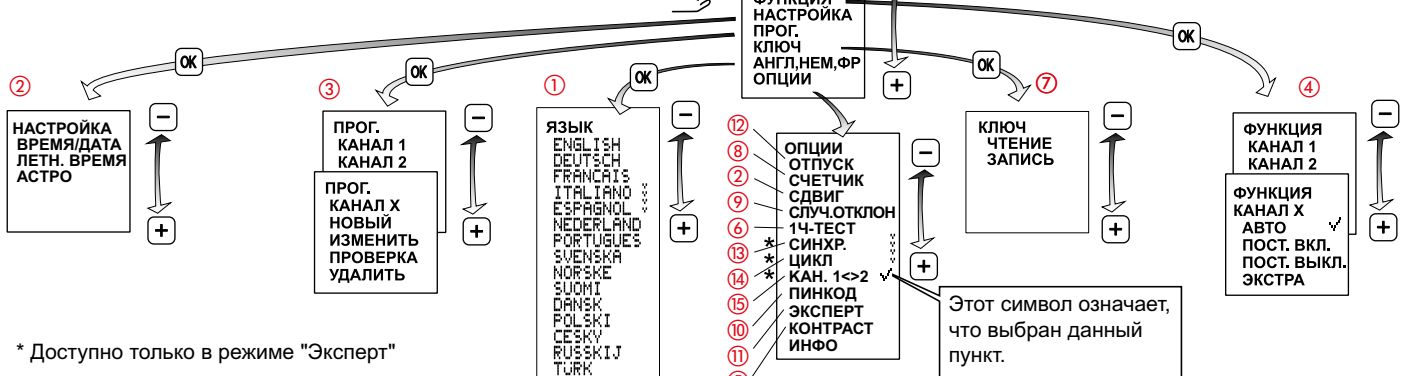 ФУНКЦИЯ
НАСТРОЙКА
ПРОГ.
КЛЮЧ
АНГЛ,НЕМ,ФР
ОПЦИИ
+
OK
OK
OK
OK
OK
②
НАСТРОЙКА
ВРЕМЯ/ДАТА
ЛЕТН. ВРЕМЯ
АСТРО
−
+
③
ПРОГ.
КАНАЛ 1
КАНАЛ 2
ПРОГ.
КАНАЛ X
НОВЫЙ
ИЗМЕНИТЬ
ПРОВЕРКА
УДАЛИТЬ
−
+
①
ЯЗЫК
ENGLISH
DEUTSCH
FRANCAIS
ITALIANO
ESPAGNOL
NEDERLAND
PORTUGUES
SVENSKA
NORSKE
SUOMI
DANSK
POLSKI
CESKY
RUSSKIJ
TURK
−
+
⑫
⑧
②
⑨
⑥
⑬
⑭
⑮
⑩
⑪
ОПЦИИ
ОТПУСК
СЧЕТЧИК
СДВИГ
СЛУЧ.ОТКЛОН
1Ч-ТЕСТ
* СИНХР.
* ЦИКЛ
* КАН. 1<>2 ✓
ПИНКОД
ЭКСПЕРТ
КОНТРАСТ
ИНФО
−
+
Этот символ означает,
что выбран данный
пункт.
⑦
КЛЮЧ
ЧТЕНИЕ
ЗАПИСЬ
−
+
④
ФУНКЦИЯ
КАНАЛ 1
КАНАЛ 2
ФУНКЦИЯ
КАНАЛ X
АВТО ✓
ПОСТ. ВКЛ.
ПОСТ. ВЫКЛ.
ЭКСТРА
−
+
* Доступно только в режиме "Эксперт"